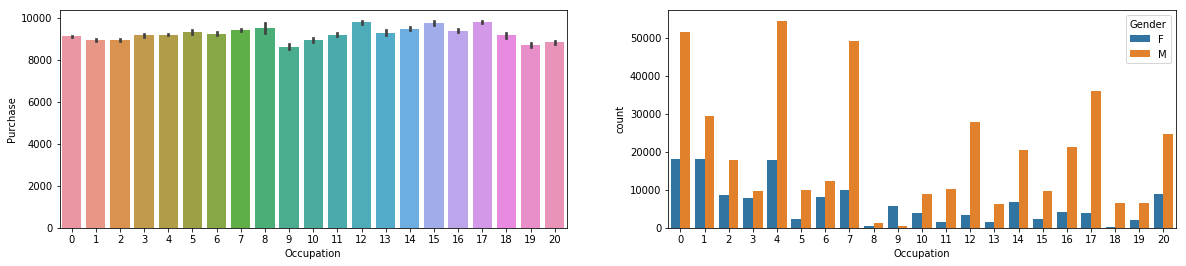 10000
8000
6000
4000
2000
0
Purchase
0 1 2 3 4 5 6 7 8 9 10 11 12 13 14 15 16 17 18 19 20
Occupation
50000
40000
30000
20000
10000
0
count
Gender
F
M
0 1 2 3 4 5 6 7 8 9 10 11 12 13 14 15 16 17 18 19 20
Occupation